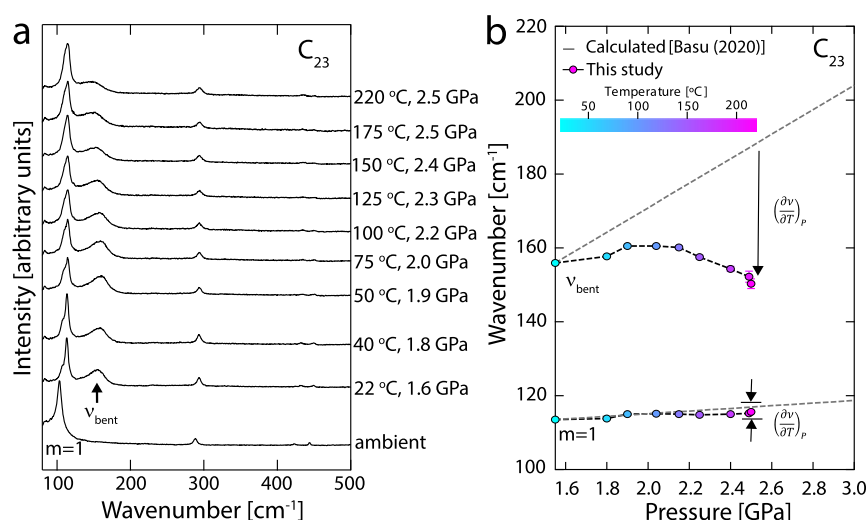 a
C23
Intensity [arbitrary units]
220 °C, 2.5 GPa
175 °C, 2.5 GPa
150 °C, 2.4 GPa
125 °C, 2.3 GPa
100 °C, 2.2 GPa
75 °C, 2.0 GPa
50 °C, 1.9 GPa
40 °C, 1.8 GPa
22 °C, 1.6 GPa
νbent
ambient
m=1
100 200 300 400 500
Wavenumber [cm-1]
b
Calculated [Basu (2020)]
C23
This study
Temperature [°C]
50 100 150 200
220
200
180
160
140
120
100
Wavenumber [cm-1]
(∂ν/∂T)P
νbent
(∂ν/∂T)P
m=1
1.6 1.8 2.0 2.2 2.4 2.6 2.8 3.0
Pressure [GPa]